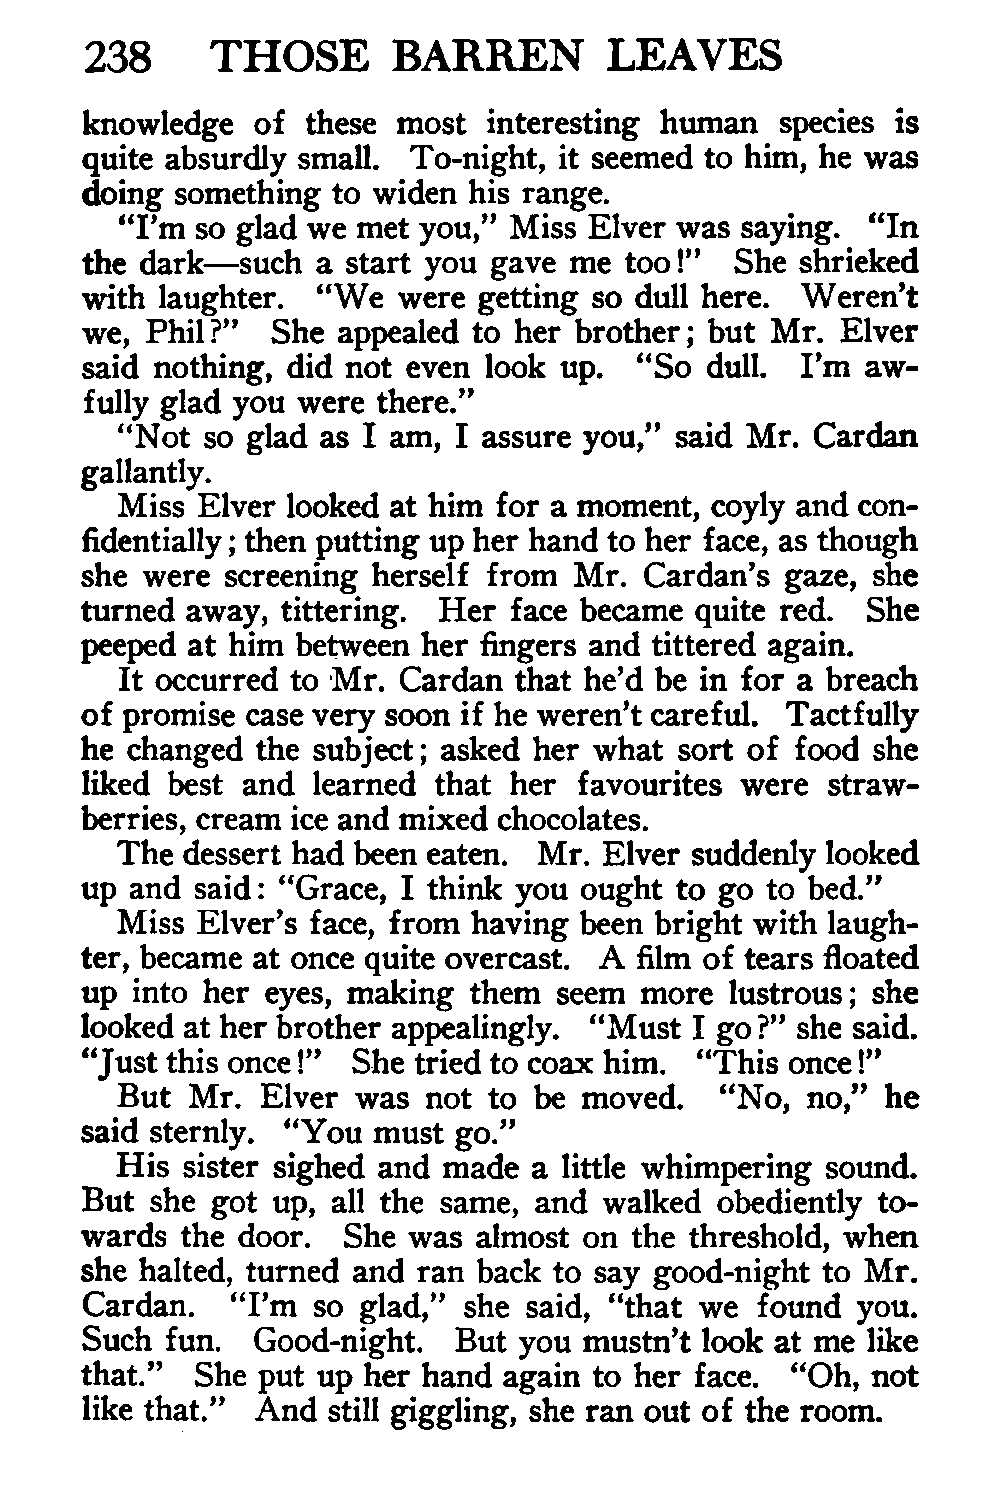 238 THOSE BARREN LEAVES
knowledge of these most interesting human species is
quite absurdly small. To-night, it seemed to him, he was
doing something to widen his range.
“I’m so glad we met you,” Miss Elver was saying. “In
the dark—such a start you gave me too!” She shrieked
with laughter. “We were getting so dull here. Weren’t
we, Phil?” She appealed to her brother; but Mr. Elver
said nothing, did not even look up. “So dull. I’m aw-
fully glad you were there.”
“Not so glad as I am, I assure you,” said Mr. Cardan
gallantly.
Miss Elver looked at him for a moment, coyly and con-
fidentially; then putting up her hand to her face, as though
she were screening herself from Mr. Cardan’s gaze, she
turned away, tittering. Her face became quite red. She
peeped at him between her fingers and tittered again.
It occurred to Mr. Cardan that he’d be in for a breach
of promise case very soon if he weren’t careful. Tactfully
he changed the subject; asked her what sort of food she
liked best and learned that her favourites were straw-
berries, cream ice and mixed chocolates.
The dessert had been eaten. Mr. Elver suddenly looked
up and said: “Grace, I think you ought to go to bed.”
Miss Elver’s face, from having been bright with laugh-
ter, became at once quite overcast. A film of tears floated
up into her eyes, making them seem more lustrous; she
looked at her brother appealingly. “Must I go?” she said.
“Just this once!” She tried to coax him. “This once!”
But Mr. Elver was not to be moved. “No, no,” he
said sternly. “You must go.”
His sister sighed and made a little whimpering sound.
But she got up, all the same, and walked obediently to-
wards the door. She was almost on the threshold, when
she halted, turned and ran back to say good-night to Mr.
Cardan. “I’m so glad,” she said, “that we found you.
Such fun. Good-night. But you mustn’t look at me like
that.” She put up her hand again to her face. “Oh, not
like that.” And still giggling, she ran out of the room.